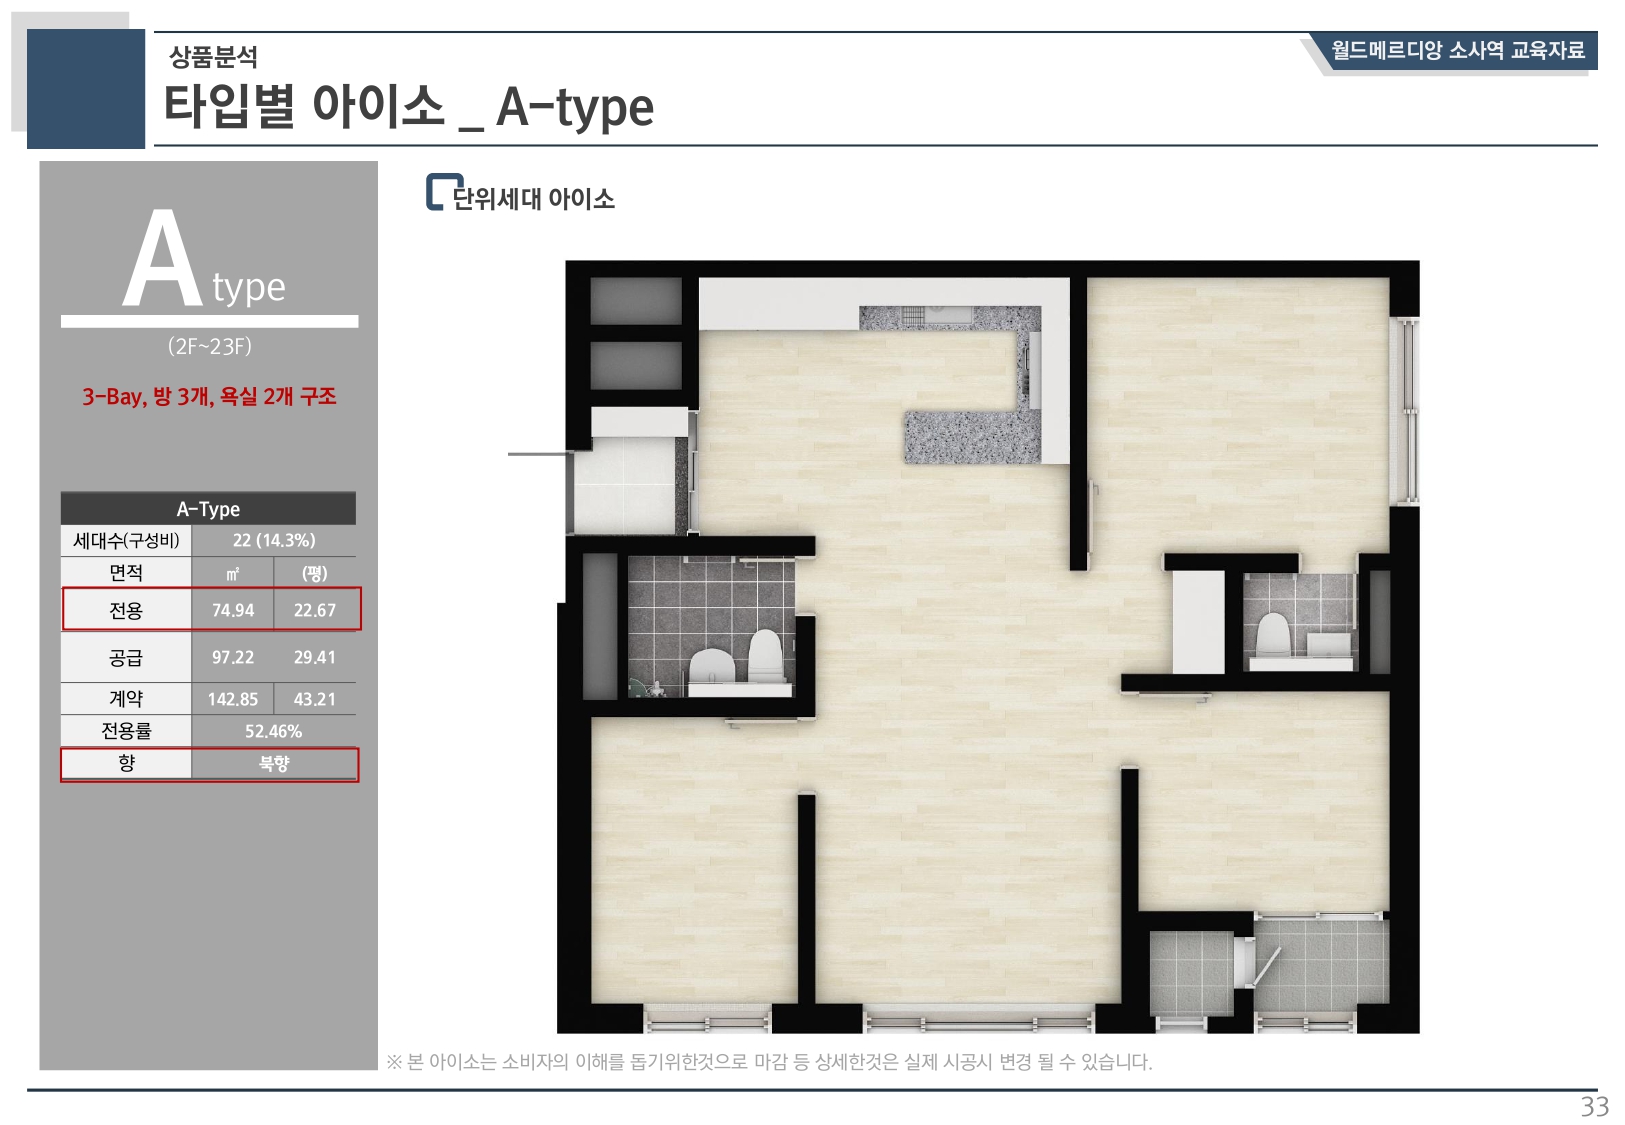 상품분석
타입별 아이소 _ A-type
월드메르디앙 소사역 교육자료
A type
(2F~23F)
3-Bay, 방 3개, 욕실 2개 구조
A-Type
세대수(구성비) 22 (14.3%)
면적 ㎡ (평)
전용 74.94 22.67
공급 97.22 29.41
계약 142.85 43.21
전용률 52.46%
향 북향
단위세대 아이소
※ 본 아이소는 소비자의 이해를 돕기위한것으로 마감 등 상세한것은 실제 시공시 변경 될 수 있습니다.
33